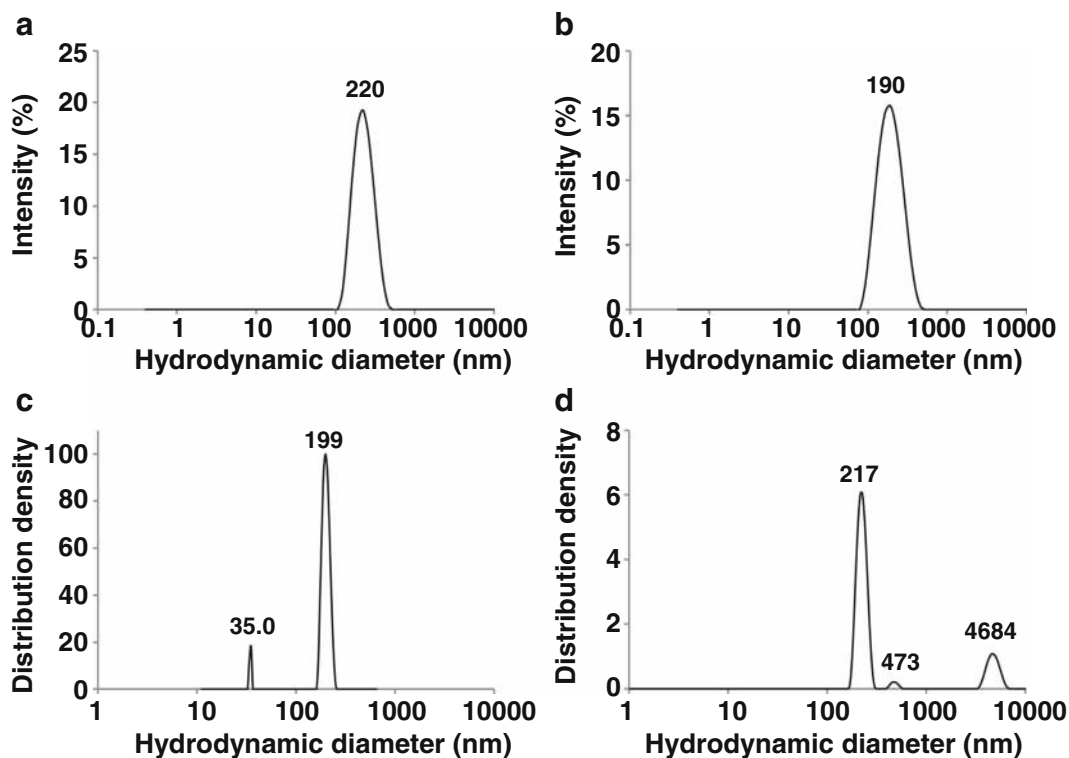 a
25
20
15
10
5
0
Intensity (%)
220
0.1 1 10 100 1000 10000
Hydrodynamic diameter (nm)
b
20
15
10
5
0
Intensity (%)
190
0.1 1 10 100 1000 10000
Hydrodynamic diameter (nm)
c
100
80
60
40
20
0
Distribution density
35.0
199
1 10 100 1000 10000
Hydrodynamic diameter (nm)
d
8
6
4
2
0
Distribution density
217
473
4684
1 10 100 1000 10000
Hydrodynamic diameter (nm)